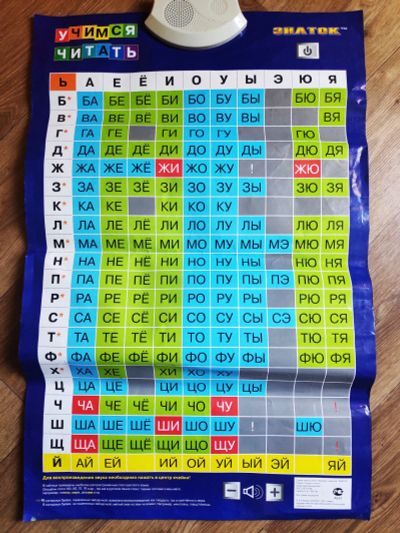 УЧИМСЯ
ЧИТАТЬ
ЗНАТОК™
Ь А Е Ё И О У Ы Э Ю Я
Б* БА БЕ БЁ БИ БО БУ БЫ БЮ БЯ
В* ВА ВЕ ВЁ ВИ ВО ВУ ВЫ ВЯ
Г* ГА ГЕ ГИ ГО ГУ ГЮ
Д* ДА ДЕ ДЁ ДИ ДО ДУ ДЫ ДЮ ДЯ
Ж ЖА ЖЕ ЖЁ ЖИ ЖО ЖУ ! ЖЮ
З* ЗА ЗЕ ЗЁ ЗИ ЗО ЗУ ЗЫ ЗЮ ЗЯ
К* КА КЕ КИ КО КУ
Л* ЛА ЛЕ ЛЁ ЛИ ЛО ЛУ ЛЫ ЛЮ ЛЯ
М* МА МЕ МЁ МИ МО МУ МЫ МЭ МЮ МЯ
Н* НА НЕ НЁ НИ НО НУ НЫ НЮ НЯ
П* ПА ПЕ ПЁ ПИ ПО ПУ ПЫ ПЭ ПЮ ПЯ
Р* РА РЕ РЁ РИ РО РУ РЫ РЮ РЯ
С* СА СЕ СЁ СИ СО СУ СЫ СЭ СЮ СЯ
Т* ТА ТЕ ТЁ ТИ ТО ТУ ТЫ ТЮ ТЯ
Ф* ФА ФЕ ФЁ ФИ ФО ФУ ФЫ ФЮ ФЯ
Х* ХА ХЕ ХИ ХО ХУ
Ц ЦА ЦЕ ЦИ ЦО ЦУ ЦЫ
Ч ЧА ЧЕ ЧЁ ЧИ ЧО ЧУ !
Ш ША ШЕ ШЁ ШИ ШО ШУ ! ШЮ
Щ ЩА ЩЕ ЩЁ ЩИ ЩО ЩУ !
Й АЙ ЕЙ ИЙ ОЙ УЙ ЫЙ ЭЙ ЯЙ
Для воспроизведения звука необходимо нажать в центр ячейки!